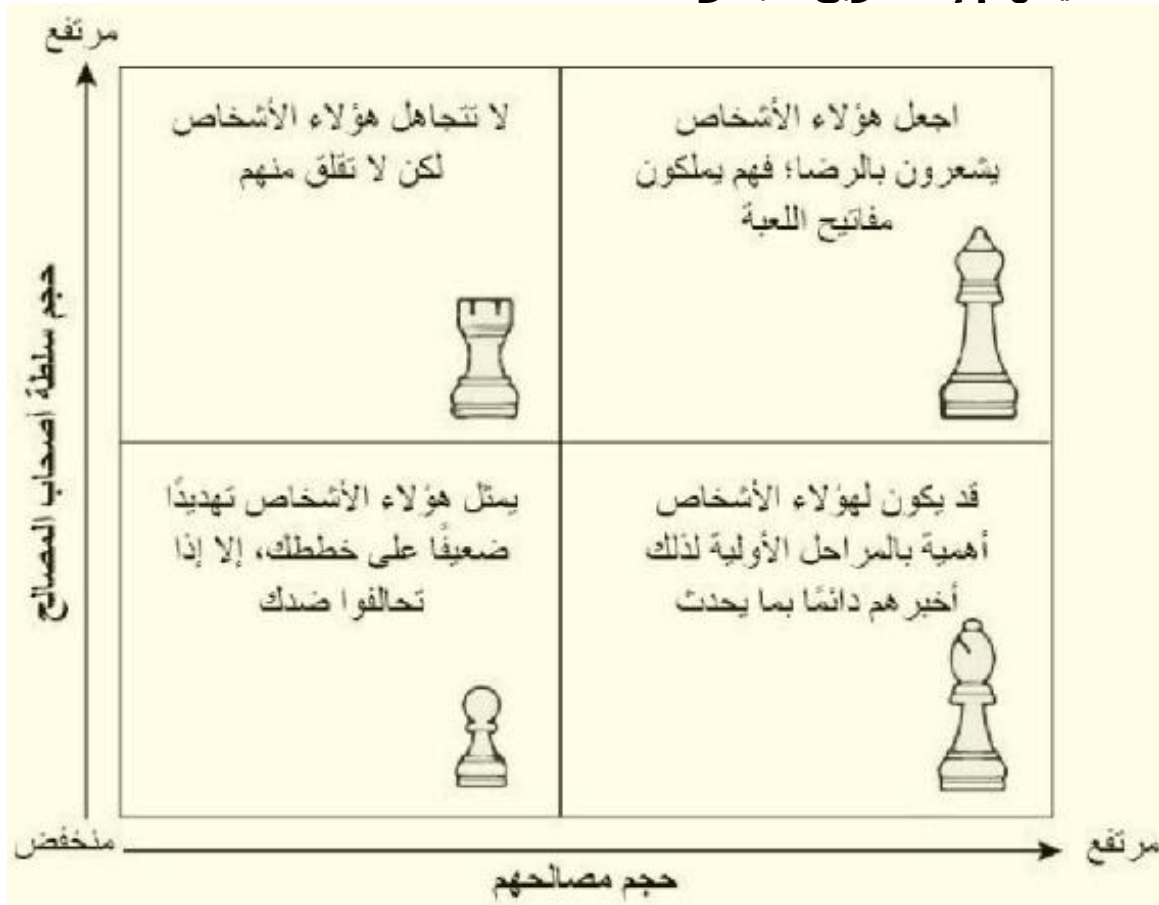 مرتفع
اجعل هؤلاء الأشخاص
يشعرون بالرضا؛ فهم يملكون
مفاتيح اللعبة
لا تتجاهل هؤلاء الأشخاص
لكن لا تقلق منهم
حجم سلطة أصحاب المصالح
قد يكون لهؤلاء الأشخاص
أهمية بالمراحل الأولية لذلك
أخبرهم دائمًا بما يحدث
يمثل هؤلاء الأشخاص تهديدًا
ضعيفًا على خططك، إلا إذا
تحالفوا ضدك
منخفض
مرتفع
حجم مصالحهم